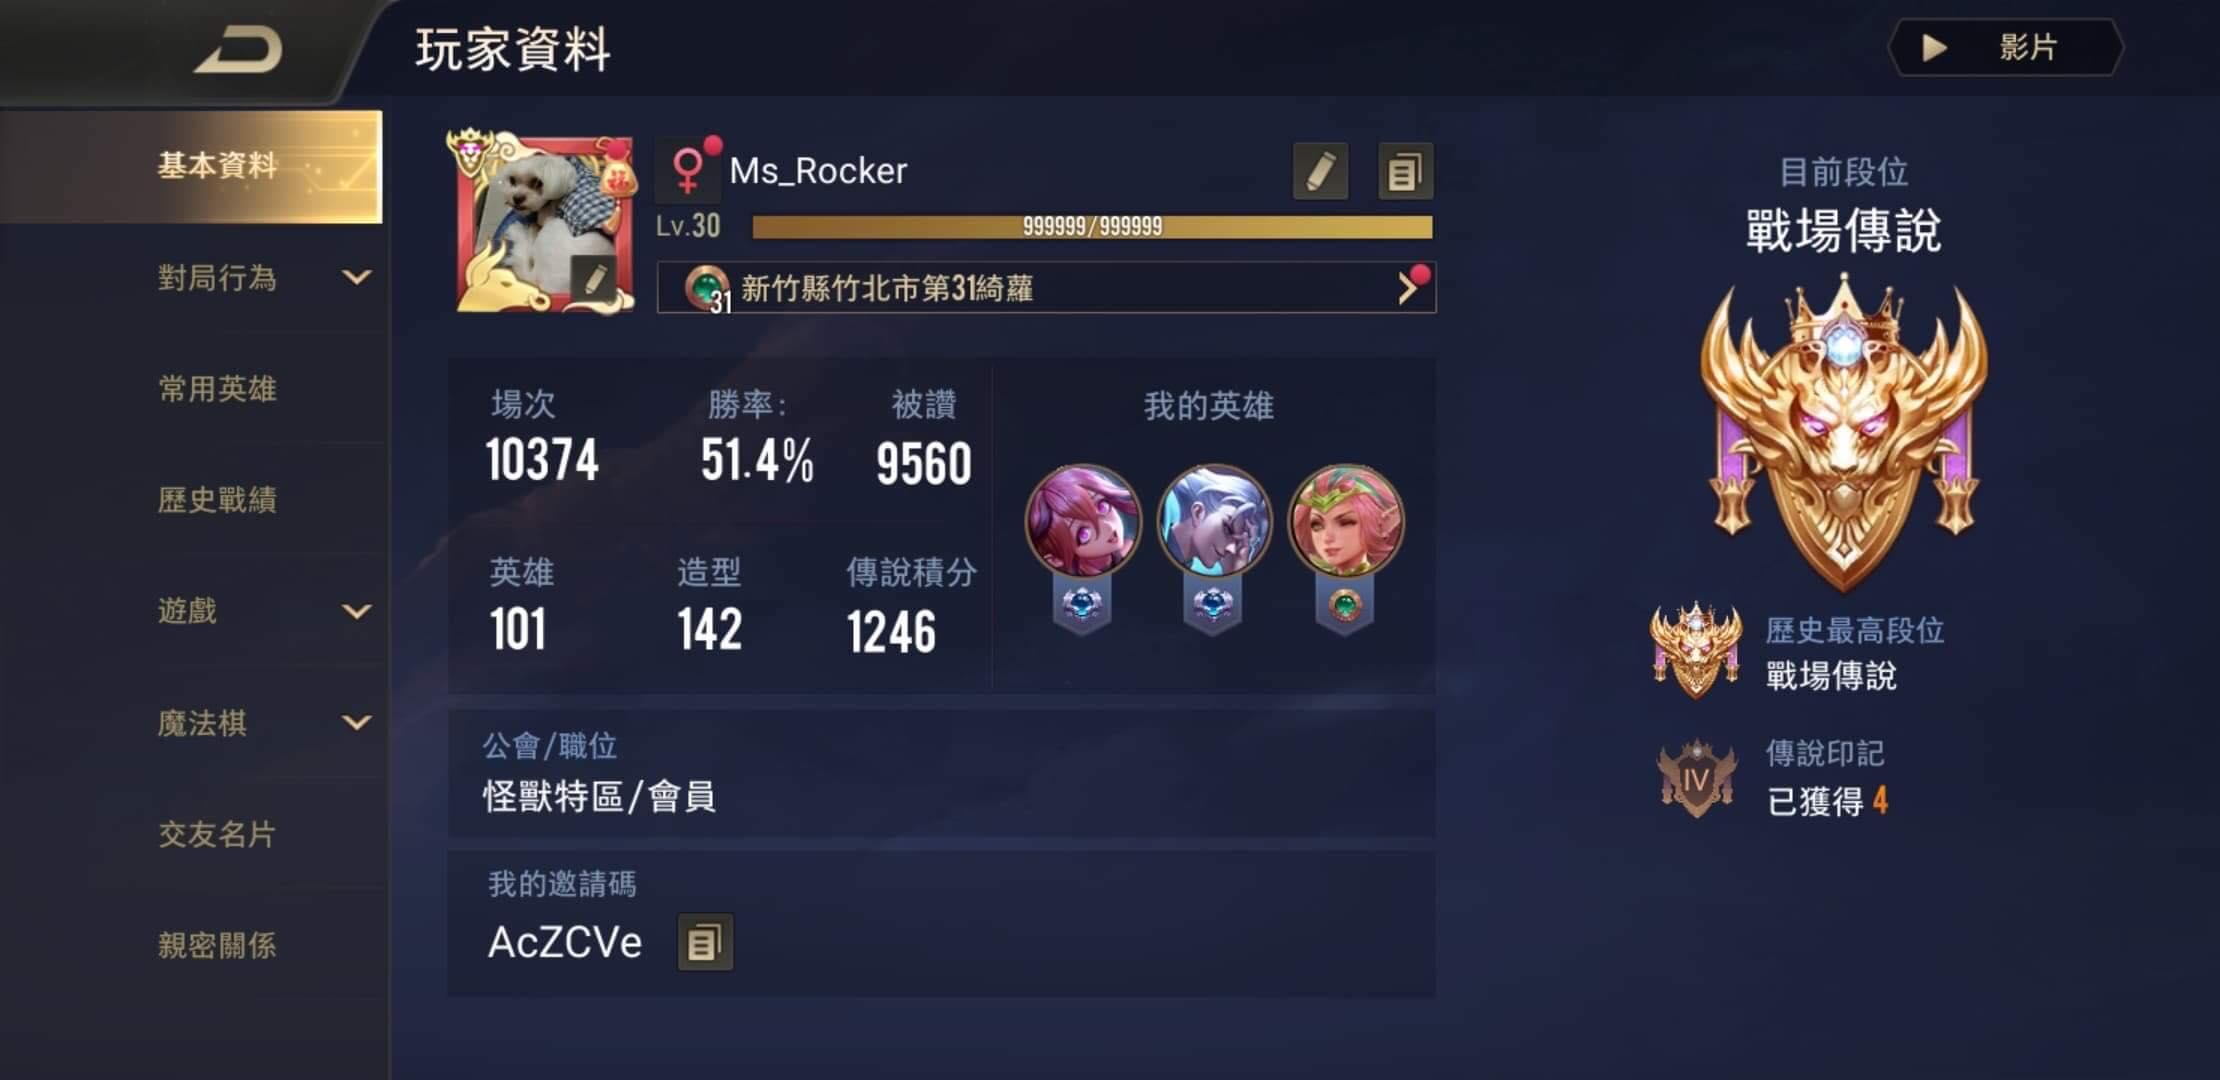 玩家資料
影片
基本資料
對局行為
常用英雄
歷史戰績
遊戲
魔法棋
交友名片
親密關係
福
Ms_Rocker
Lv.30
999999/999999
31
新竹縣竹北市第31綺蘿
場次
勝率:
被讚
10374
51.4%
9560
英雄
造型
傳說積分
101
142
1246
我的英雄
公會/職位
怪獸特區/會員
我的邀請碼
AcZCVe
目前段位
戰場傳說
歷史最高段位
戰場傳說
IV
傳說印記
已獲得 4